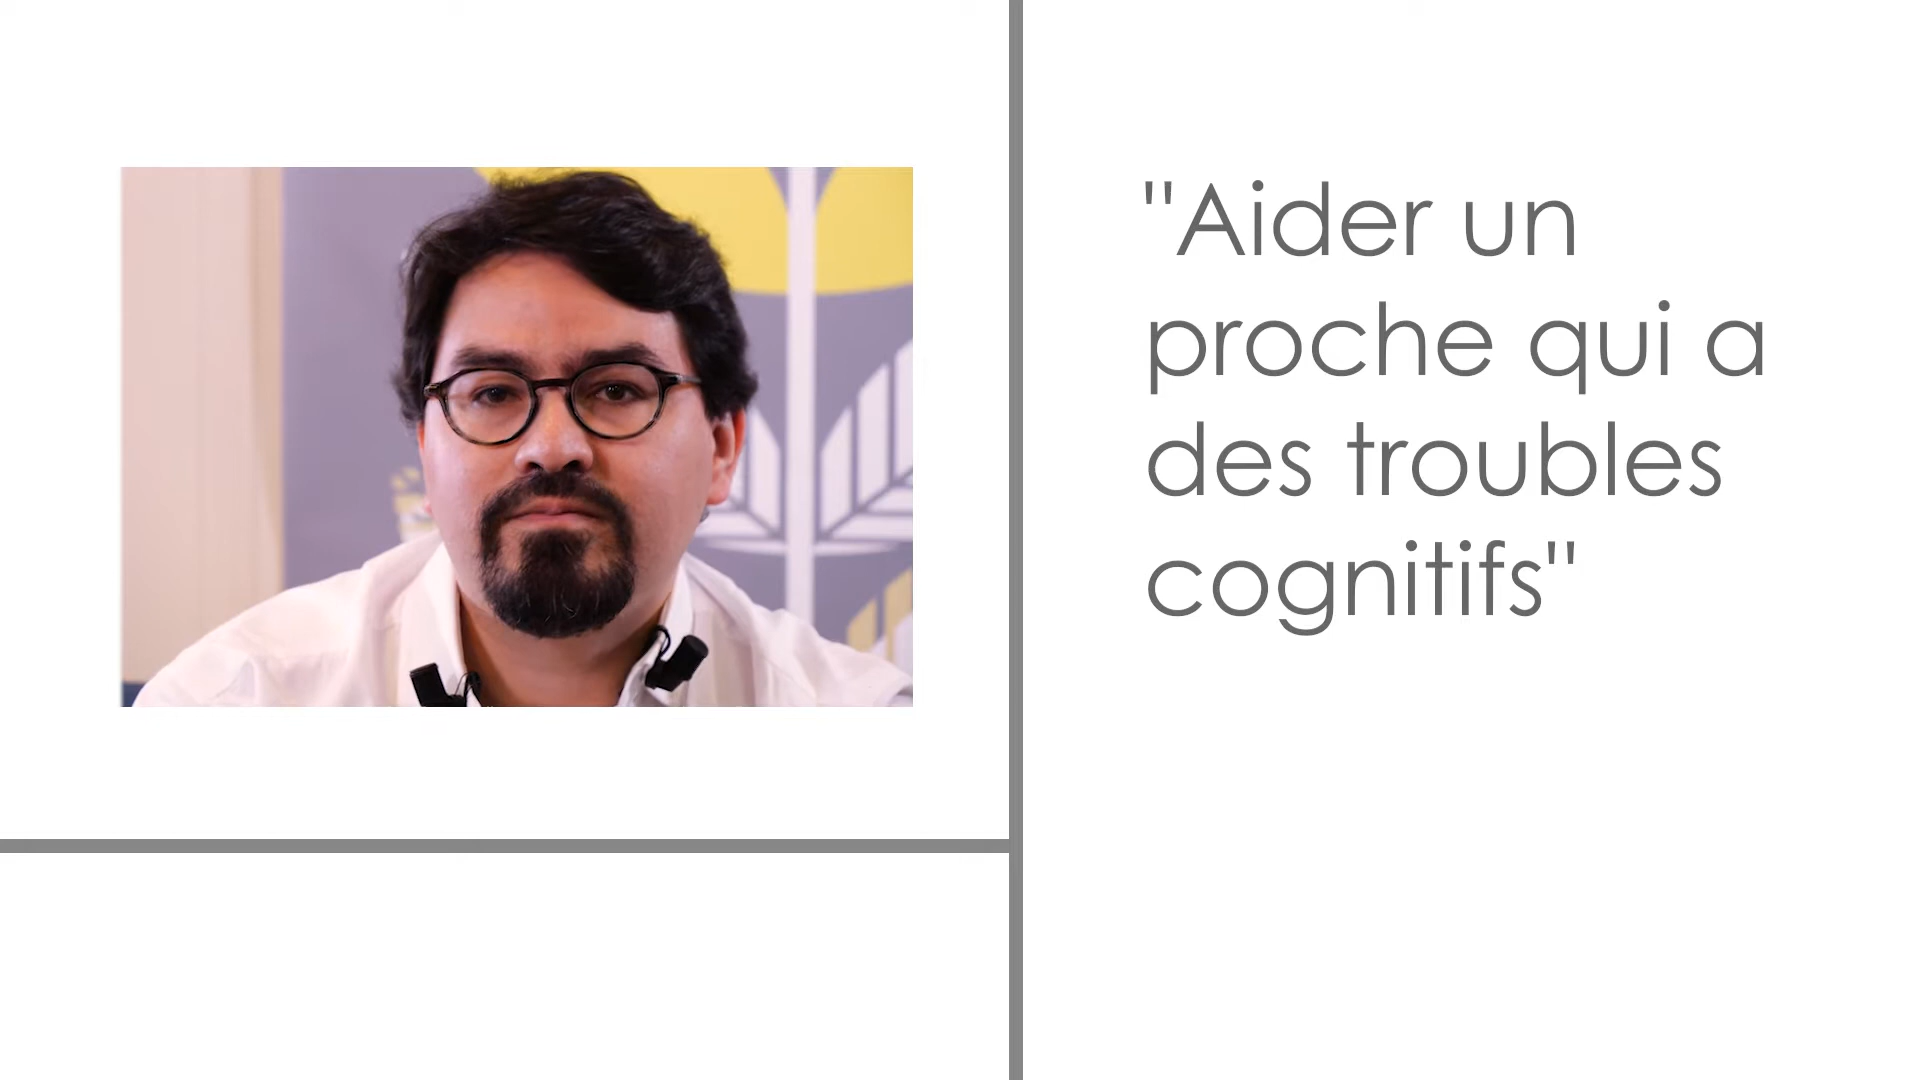 "Aider un
proche qui a
des troubles
cognitifs"